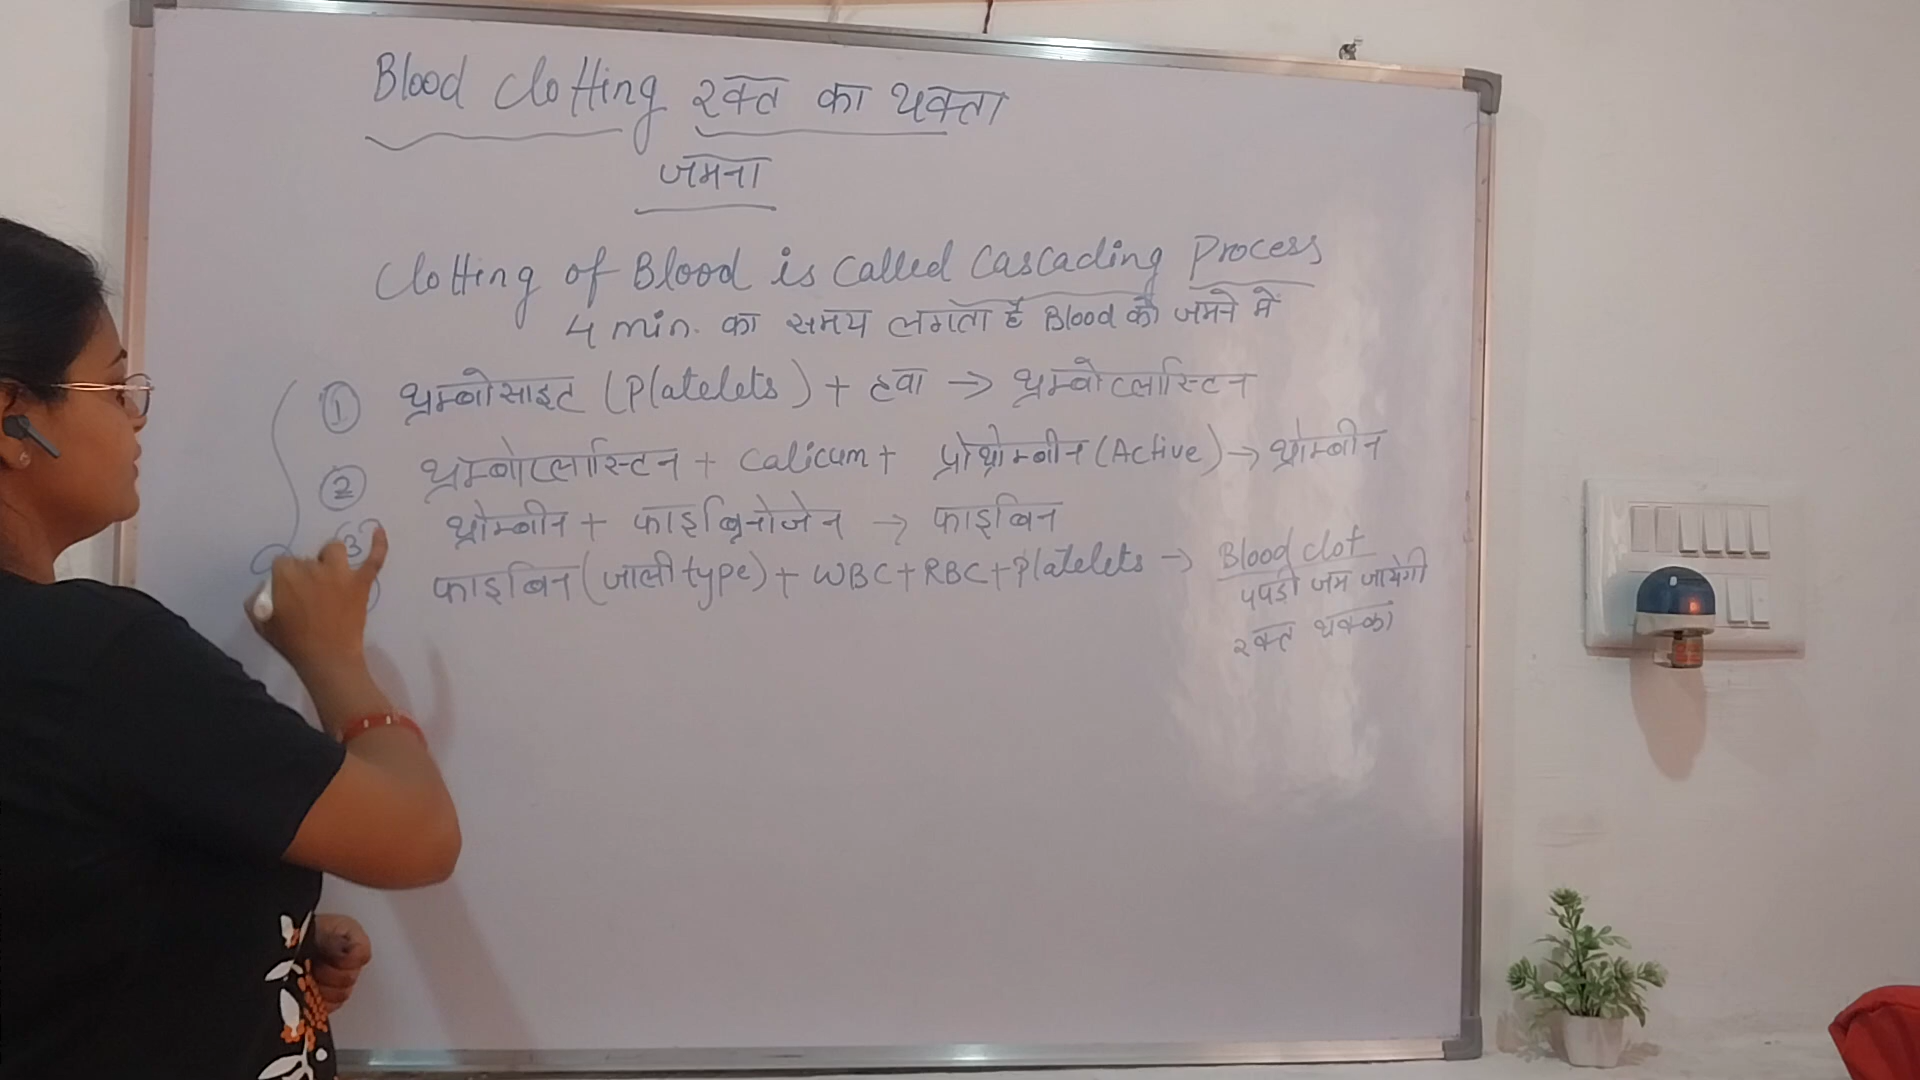 Blood Clotting रक्त का थक्ता
जमना
Clotting of Blood is called Cascading Process
4 min. का समय लगता है Blood को जमने में
① थ्रम्बोसाइट (Platelets) + हवा → थ्रम्बोप्लास्टिन
② थ्रम्बोप्लास्टिन + Calicum + प्रोथ्रोम्बीन (Active) → थ्रोम्बीन
3 थ्रोम्बीन + फाइब्रिनोजेन → फाइब्रिन
फाइब्रिन (जाली type) + WBC + RBC + Platelets → Blood clot
पपड़ी जम जायेगी
रक्त थक्का